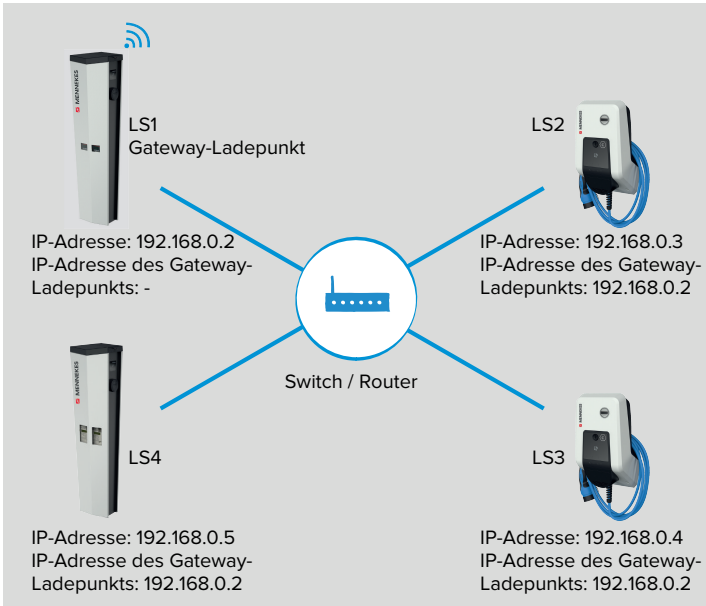 MENNEKES
LS1
Gateway-Ladepunkt
IP-Adresse: 192.168.0.2
IP-Adresse des Gateway-
Ladepunkts: -
LS2
IP-Adresse: 192.168.0.3
IP-Adresse des Gateway-
Ladepunkts: 192.168.0.2
Switch / Router
MENNEKES
LS4
IP-Adresse: 192.168.0.5
IP-Adresse des Gateway-
Ladepunkts: 192.168.0.2
LS3
IP-Adresse: 192.168.0.4
IP-Adresse des Gateway-
Ladepunkts: 192.168.0.2